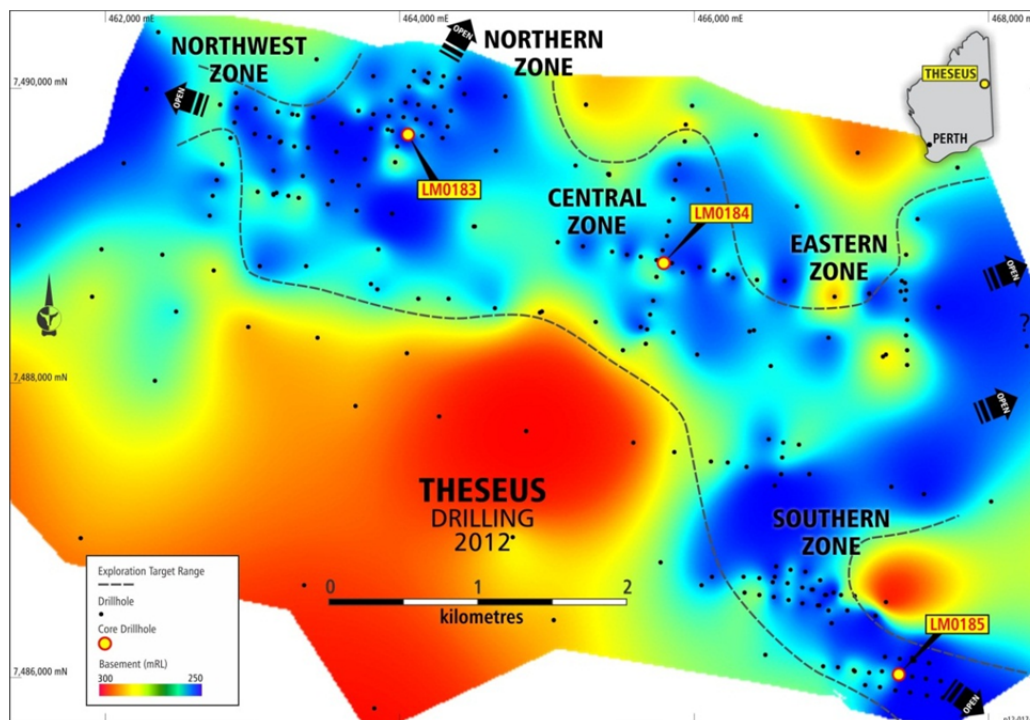 462,000 mE
464,000 mE
466,000 mE
468,000 mE
OPEN
NORTHERN
ZONE
NORTHWEST
ZONE
THESEUS
PERTH
7,490,000 mN
OPEN
LM0183
CENTRAL
ZONE
LM0184
EASTERN
ZONE
OPEN
?
7,488,000 mN
OPEN
THESEUS
DRILLING
2012
SOUTHERN
ZONE
Exploration Target Range
Drillhole
Core Drillhole
Basement (mRL)
300
250
0
1
2
kilometres
LM0185
7,486,000 mN
OPEN